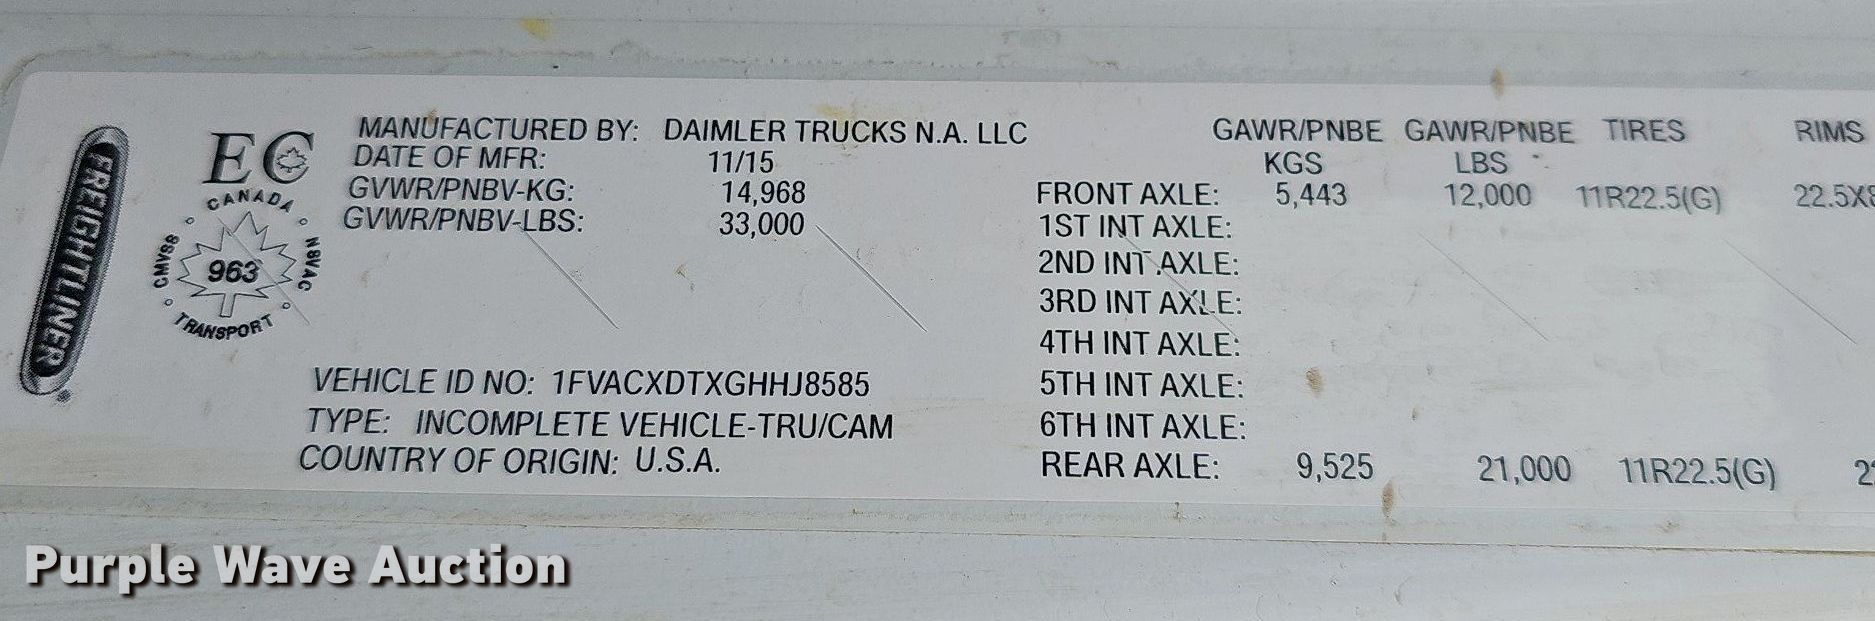 FREIGHTLINER
EC
CANADA
CMVSS
963
NSVAC
TRANSPORT
MANUFACTURED BY: DAIMLER TRUCKS N.A. LLC
DATE OF MFR: 11/15
GVWR/PNBV-KG: 14,968
GVWR/PNBV-LBS: 33,000
VEHICLE ID NO: 1FVACXDTXGHHJ8585
TYPE: INCOMPLETE VEHICLE-TRU/CAM
COUNTRY OF ORIGIN: U.S.A.
GAWR/PNBE GAWR/PNBE TIRES RIMS
KGS LBS
FRONT AXLE: 5,443 12,000 11R22.5(G) 22.5X8
1ST INT AXLE:
2ND INT AXLE:
3RD INT AXLE:
4TH INT AXLE:
5TH INT AXLE:
6TH INT AXLE:
REAR AXLE: 9,525 21,000 11R22.5(G)
Purple Wave Auction